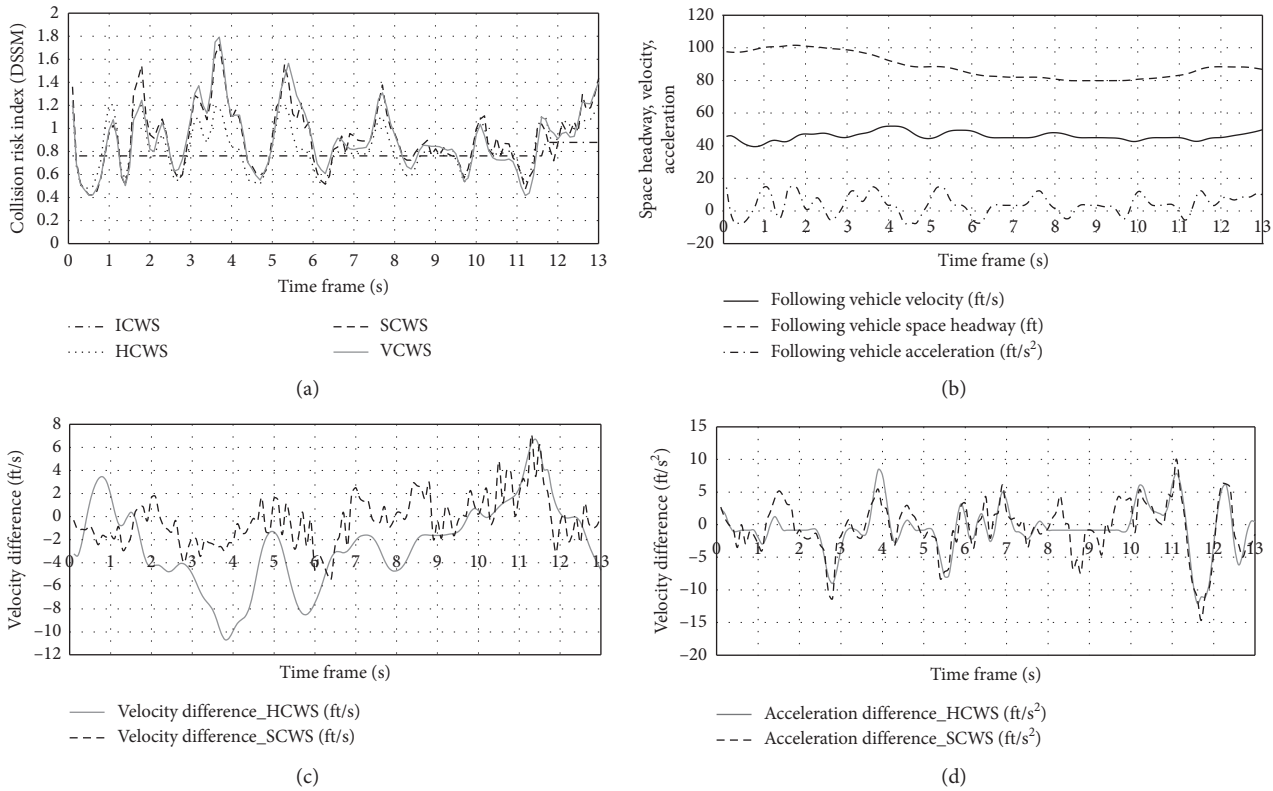 Collision risk index (DSSM)
2
1.8
1.6
1.4
1.2
1
0.8
0.6
0.4
0.2
0
0 1 2 3 4 5 6 7 8 9 10 11 12 13
Time frame (s)
ICWS
SCWS
HCWS
VCWS
(a)
Space headway, velocity,
acceleration
120
100
80
60
40
20
0
–20
0 1 2 3 4 5 6 7 8 9 10 11 12 13
Time frame (s)
Following vehicle velocity (ft/s)
Following vehicle space headway (ft)
Following vehicle acceleration (ft/s²)
(b)
Velocity difference (ft/s)
8
6
4
2
0
–2
–4
–6
–8
–10
–12
0 1 2 3 4 5 6 7 8 9 10 11 12 13
Time frame (s)
Velocity difference_HCWS (ft/s)
Velocity difference_SCWS (ft/s)
(c)
Velocity difference (ft/s²)
15
10
5
0
–5
–10
–15
–20
0 1 2 3 4 5 6 7 8 9 10 11 12 13
Time frame (s)
Acceleration difference_HCWS (ft/s²)
Acceleration difference_SCWS (ft/s²)
(d)